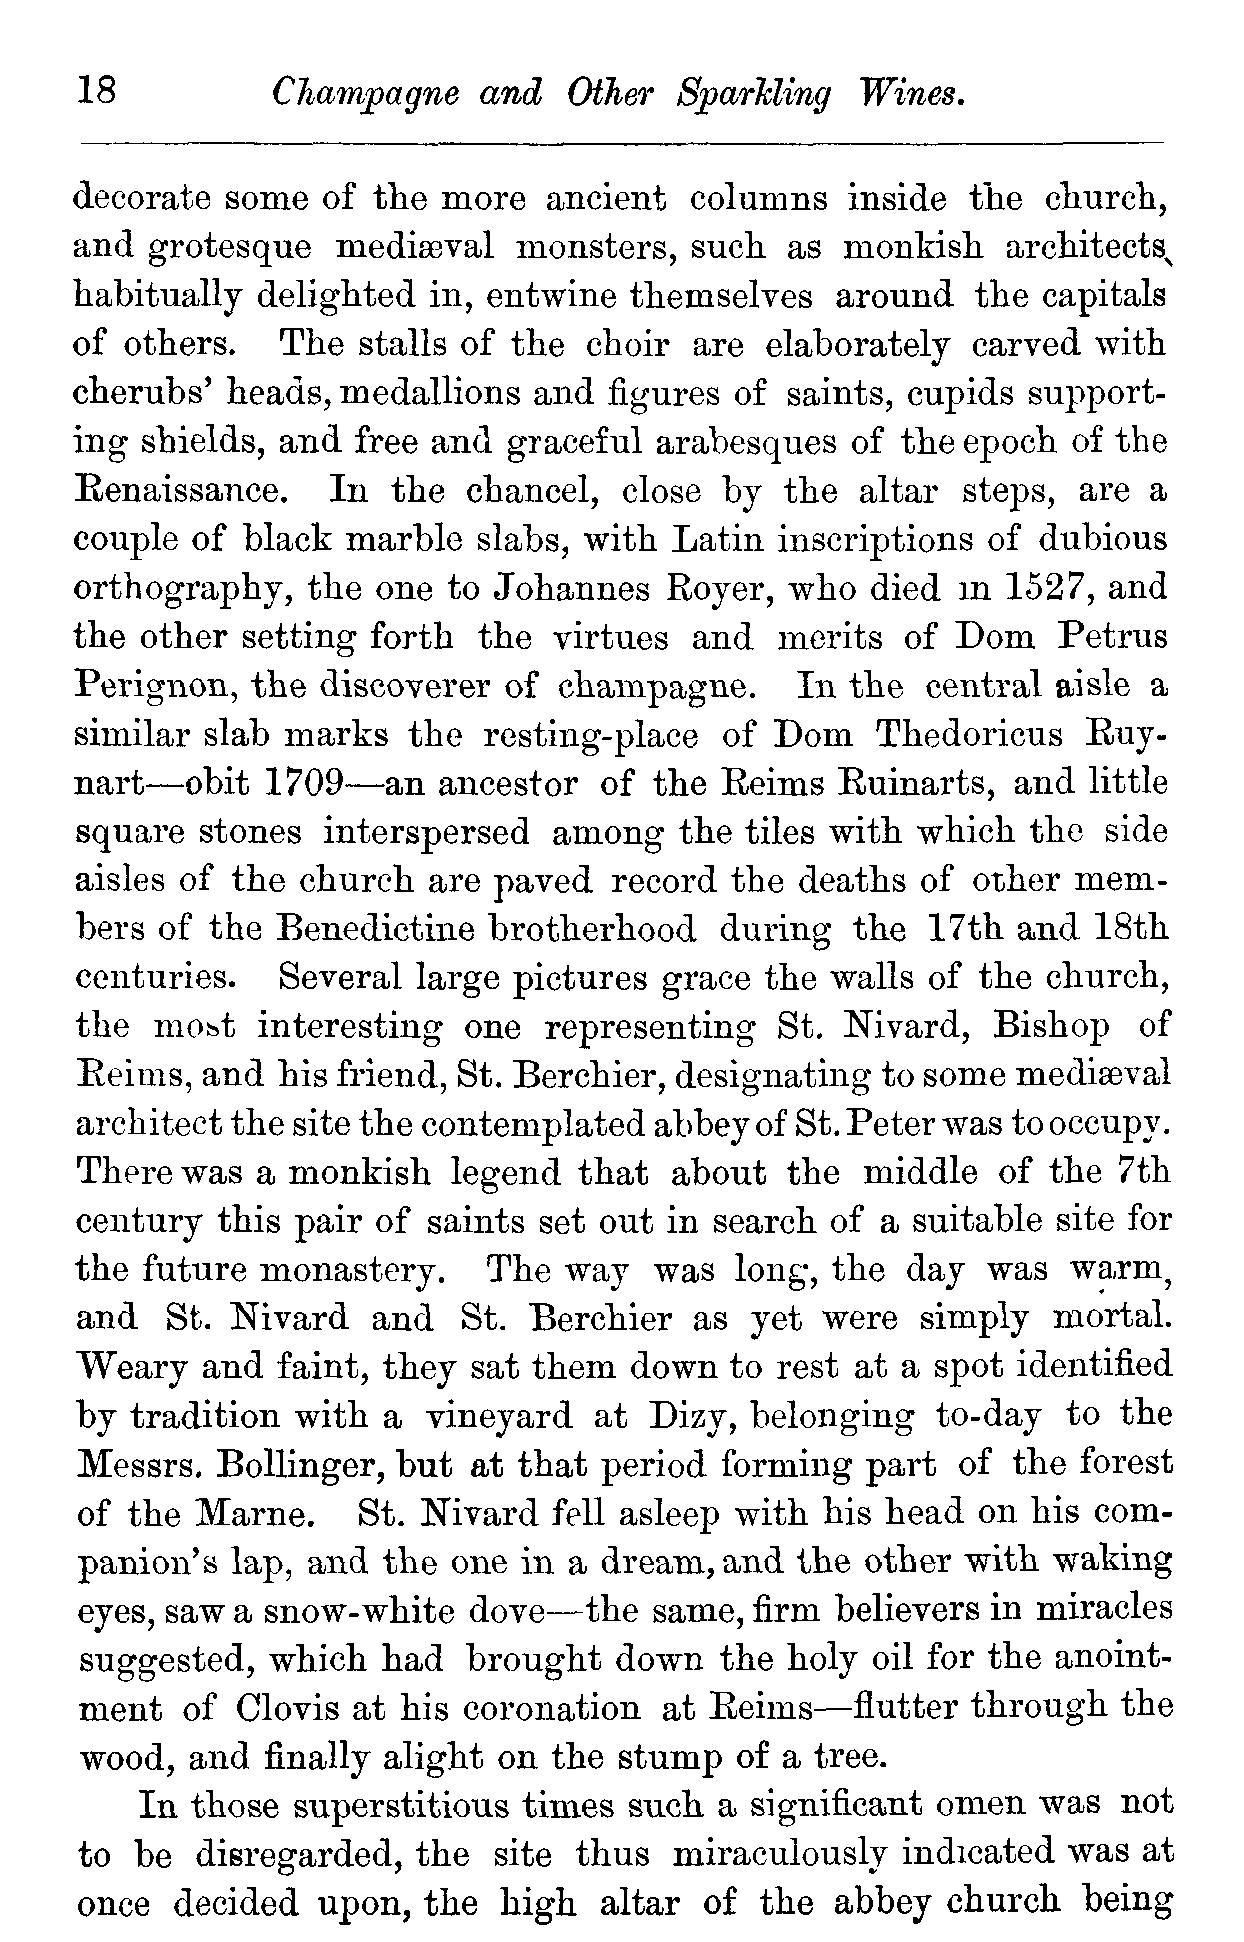 18 Champagne and Other Sparkling Wines.
decorate some of the more ancient columns inside the church,
and grotesque mediæval monsters, such as monkish architects
habitually delighted in, entwine themselves around the capitals
of others. The stalls of the choir are elaborately carved with
cherubs’ heads, medallions and figures of saints, cupids support-
ing shields, and free and graceful arabesques of the epoch of the
Renaissance. In the chancel, close by the altar steps, are a
couple of black marble slabs, with Latin inscriptions of dubious
orthography, the one to Johannes Royer, who died in 1527, and
the other setting forth the virtues and merits of Dom Petrus
Perignon, the discoverer of champagne. In the central aisle a
similar slab marks the resting-place of Dom Thedoricus Ruy-
nart—obit 1709—an ancestor of the Reims Ruinarts, and little
square stones interspersed among the tiles with which the side
aisles of the church are paved record the deaths of other mem-
bers of the Benedictine brotherhood during the 17th and 18th
centuries. Several large pictures grace the walls of the church,
the most interesting one representing St. Nivard, Bishop of
Reims, and his friend, St. Berchier, designating to some mediæval
architect the site the contemplated abbey of St. Peter was to occupy.
There was a monkish legend that about the middle of the 7th
century this pair of saints set out in search of a suitable site for
the future monastery. The way was long, the day was warm,
and St. Nivard and St. Berchier as yet were simply mortal.
Weary and faint, they sat them down to rest at a spot identified
by tradition with a vineyard at Dizy, belonging to-day to the
Messrs. Bollinger, but at that period forming part of the forest
of the Marne. St. Nivard fell asleep with his head on his com-
panion’s lap, and the one in a dream, and the other with waking
eyes, saw a snow-white dove—the same, firm believers in miracles
suggested, which had brought down the holy oil for the anoint-
ment of Clovis at his coronation at Reims—flutter through the
wood, and finally alight on the stump of a tree.
In those superstitious times such a significant omen was not
to be disregarded, the site thus miraculously indicated was at
once decided upon, the high altar of the abbey church being